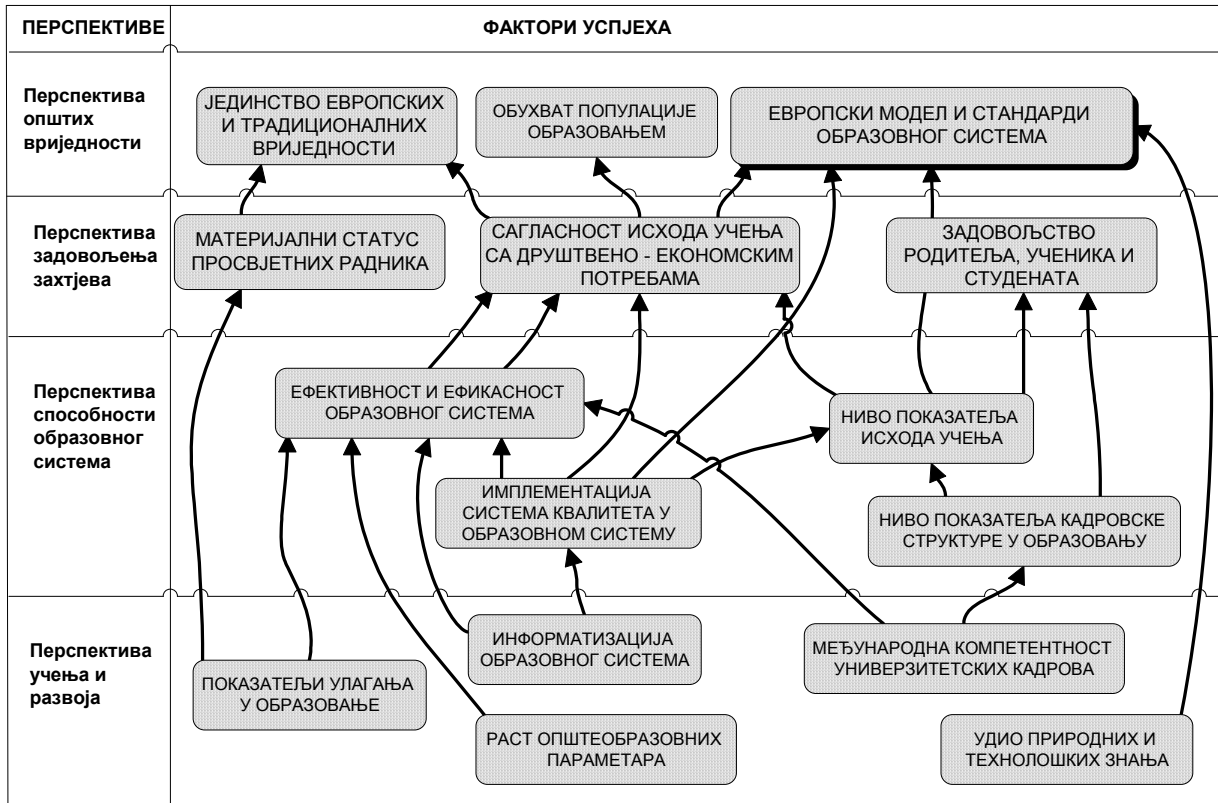 ПЕРСПЕКТИВЕ
ФАКТОРИ УСПЈЕХА
Перспектива
општих
вриједности
ЈЕДИНСТВО ЕВРОПСКИХ
И ТРАДИЦИОНАЛНИХ
ВРИЈЕДНОСТИ
ОБУХВАТ ПОПУЛАЦИЈЕ
ОБРАЗОВАЊЕМ
ЕВРОПСКИ МОДЕЛ И СТАНДАРДИ
ОБРАЗОВНОГ СИСТЕМА
Перспектива
задовољења
захтјева
МАТЕРИЈАЛНИ СТАТУС
ПРОСВЈЕТНИХ РАДНИКА
САГЛАСНОСТ ИСХОДА УЧЕЊА
СА ДРУШТВЕНО - ЕКОНОМСКИМ
ПОТРЕБАМА
ЗАДОВОЉСТВО
РОДИТЕЉА, УЧЕНИКА И
СТУДЕНАТА
Перспектива
способности
образовног
система
ЕФЕКТИВНОСТ И ЕФИКАСНОСТ
ОБРАЗОВНОГ СИСТЕМА
НИВО ПОКАЗАТЕЉА
ИСХОДА УЧЕЊА
ИМПЛЕМЕНТАЦИЈА
СИСТЕМА КВАЛИТЕТА У
ОБРАЗОВНОМ СИСТЕМУ
НИВО ПОКАЗАТЕЉА КАДРОВСКЕ
СТРУКТУРЕ У ОБРАЗОВАЊУ
Перспектива
учења и
развоја
ИНФОРМАТИЗАЦИЈА
ОБРАЗОВНОГ СИСТЕМА
МЕЂУНАРОДНА КОМПЕТЕНТНОСТ
УНИВЕРЗИТЕТСКИХ КАДРОВА
ПОКАЗАТЕЉИ УЛАГАЊА
У ОБРАЗОВАЊЕ
РАСТ ОПШТЕОБРАЗОВНИХ
ПАРАМЕТАРА
УДИО ПРИРОДНИХ И
ТЕХНОЛОШКИХ ЗНАЊА